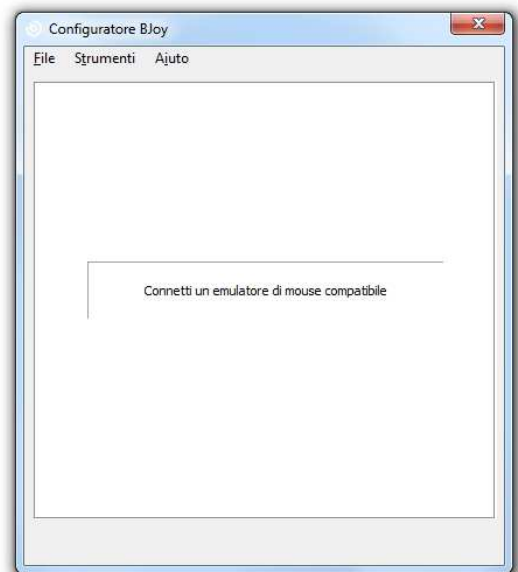 Configuratore BJoy
File Strumenti Ajuto
Connetti un emulatore di mouse compatibile